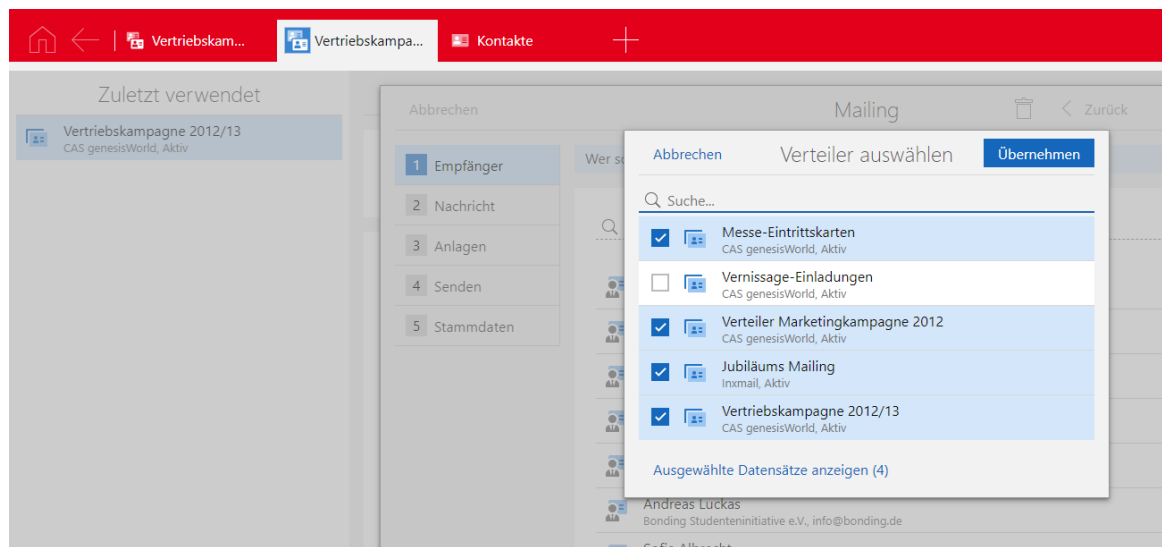 Vertriebskam...
Vertriebskampa...
Kontakte
Zuletzt verwendet
Vertriebskampagne 2012/13
CAS genesisWorld, Aktiv
Abbrechen
Mailing
Zurück
1 Empfänger
2 Nachricht
3 Anlagen
4 Senden
5 Stammdaten
Wer so
Abbrechen
Verteiler auswählen
Übernehmen
Suche...
Messe-Eintrittskarten
CAS genesisWorld, Aktiv
Vernissage-Einladungen
CAS genesisWorld, Aktiv
Verteiler Marketingkampagne 2012
CAS genesisWorld, Aktiv
Jubiläums Mailing
Inxmail, Aktiv
Vertriebskampagne 2012/13
CAS genesisWorld, Aktiv
Ausgewählte Datensätze anzeigen (4)
Andreas Luckas
Bonding Studenteninitiative e.V., info@bonding.de